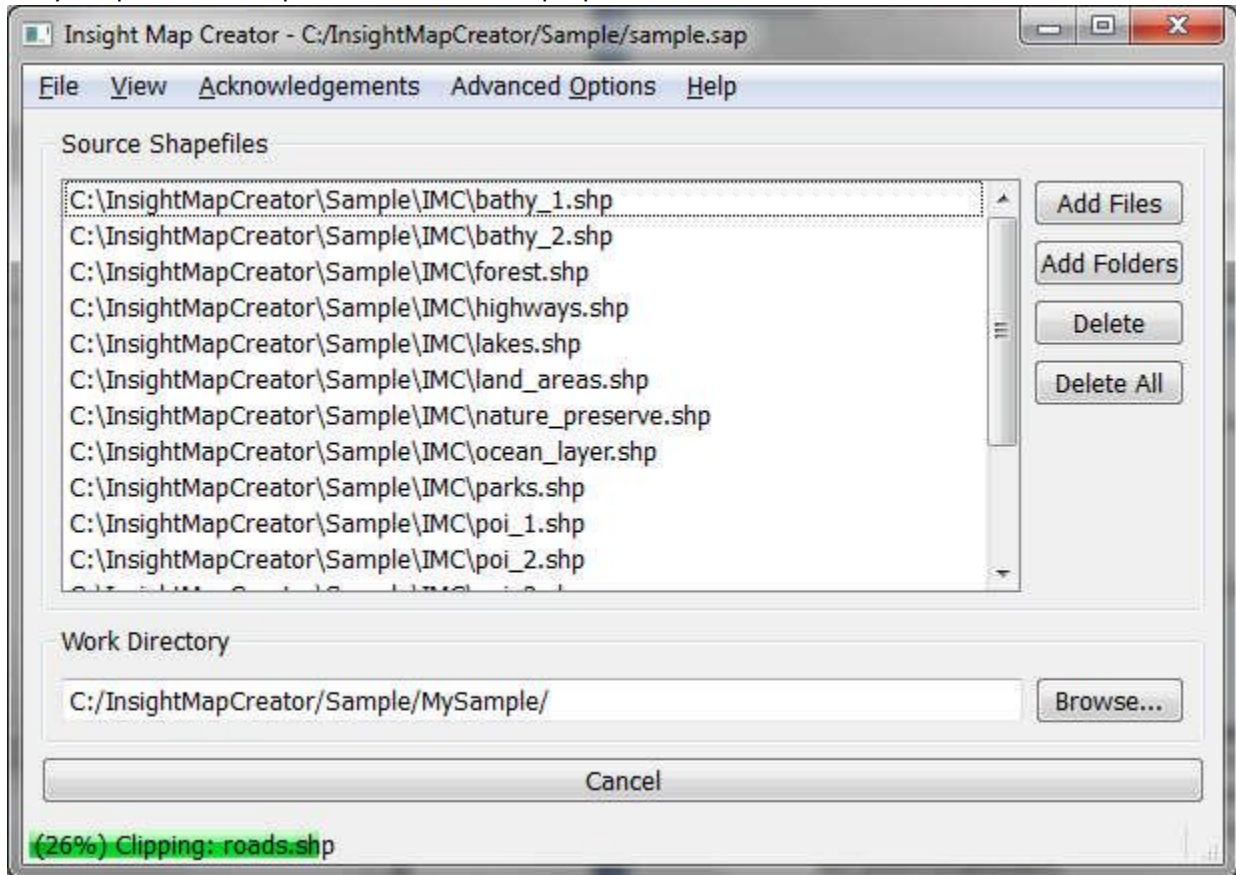 Insight Map Creator - C:/InsightMapCreator/Sample/sample.sap
File View Acknowledgements Advanced Options Help
Source Shapefiles
C:\InsightMapCreator\Sample\IMC\bathy_1.shp
C:\InsightMapCreator\Sample\IMC\bathy_2.shp
C:\InsightMapCreator\Sample\IMC\forest.shp
C:\InsightMapCreator\Sample\IMC\highways.shp
C:\InsightMapCreator\Sample\IMC\lakes.shp
C:\InsightMapCreator\Sample\IMC\land_areas.shp
C:\InsightMapCreator\Sample\IMC\nature_preserve.shp
C:\InsightMapCreator\Sample\IMC\ocean_layer.shp
C:\InsightMapCreator\Sample\IMC\parks.shp
C:\InsightMapCreator\Sample\IMC\poi_1.shp
C:\InsightMapCreator\Sample\IMC\poi_2.shp
Add Files
Add Folders
Delete
Delete All
Work Directory
C:/InsightMapCreator/Sample/MySample/
Browse...
Cancel
(26%) Clipping: roads.shp